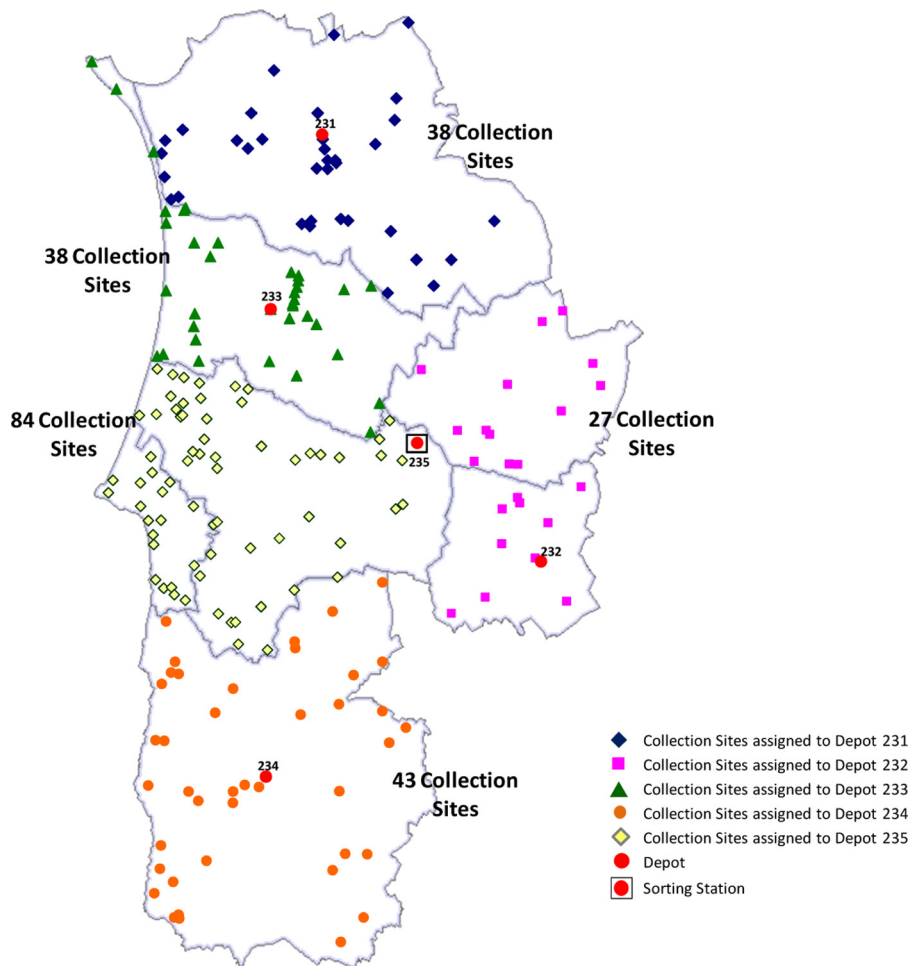 231
38 Collection
Sites
38 Collection
Sites
233
84 Collection
Sites
27 Collection
Sites
235
232
234
43 Collection
Sites
Collection Sites assigned to Depot 231
Collection Sites assigned to Depot 232
Collection Sites assigned to Depot 233
Collection Sites assigned to Depot 234
Collection Sites assigned to Depot 235
Depot
Sorting Station